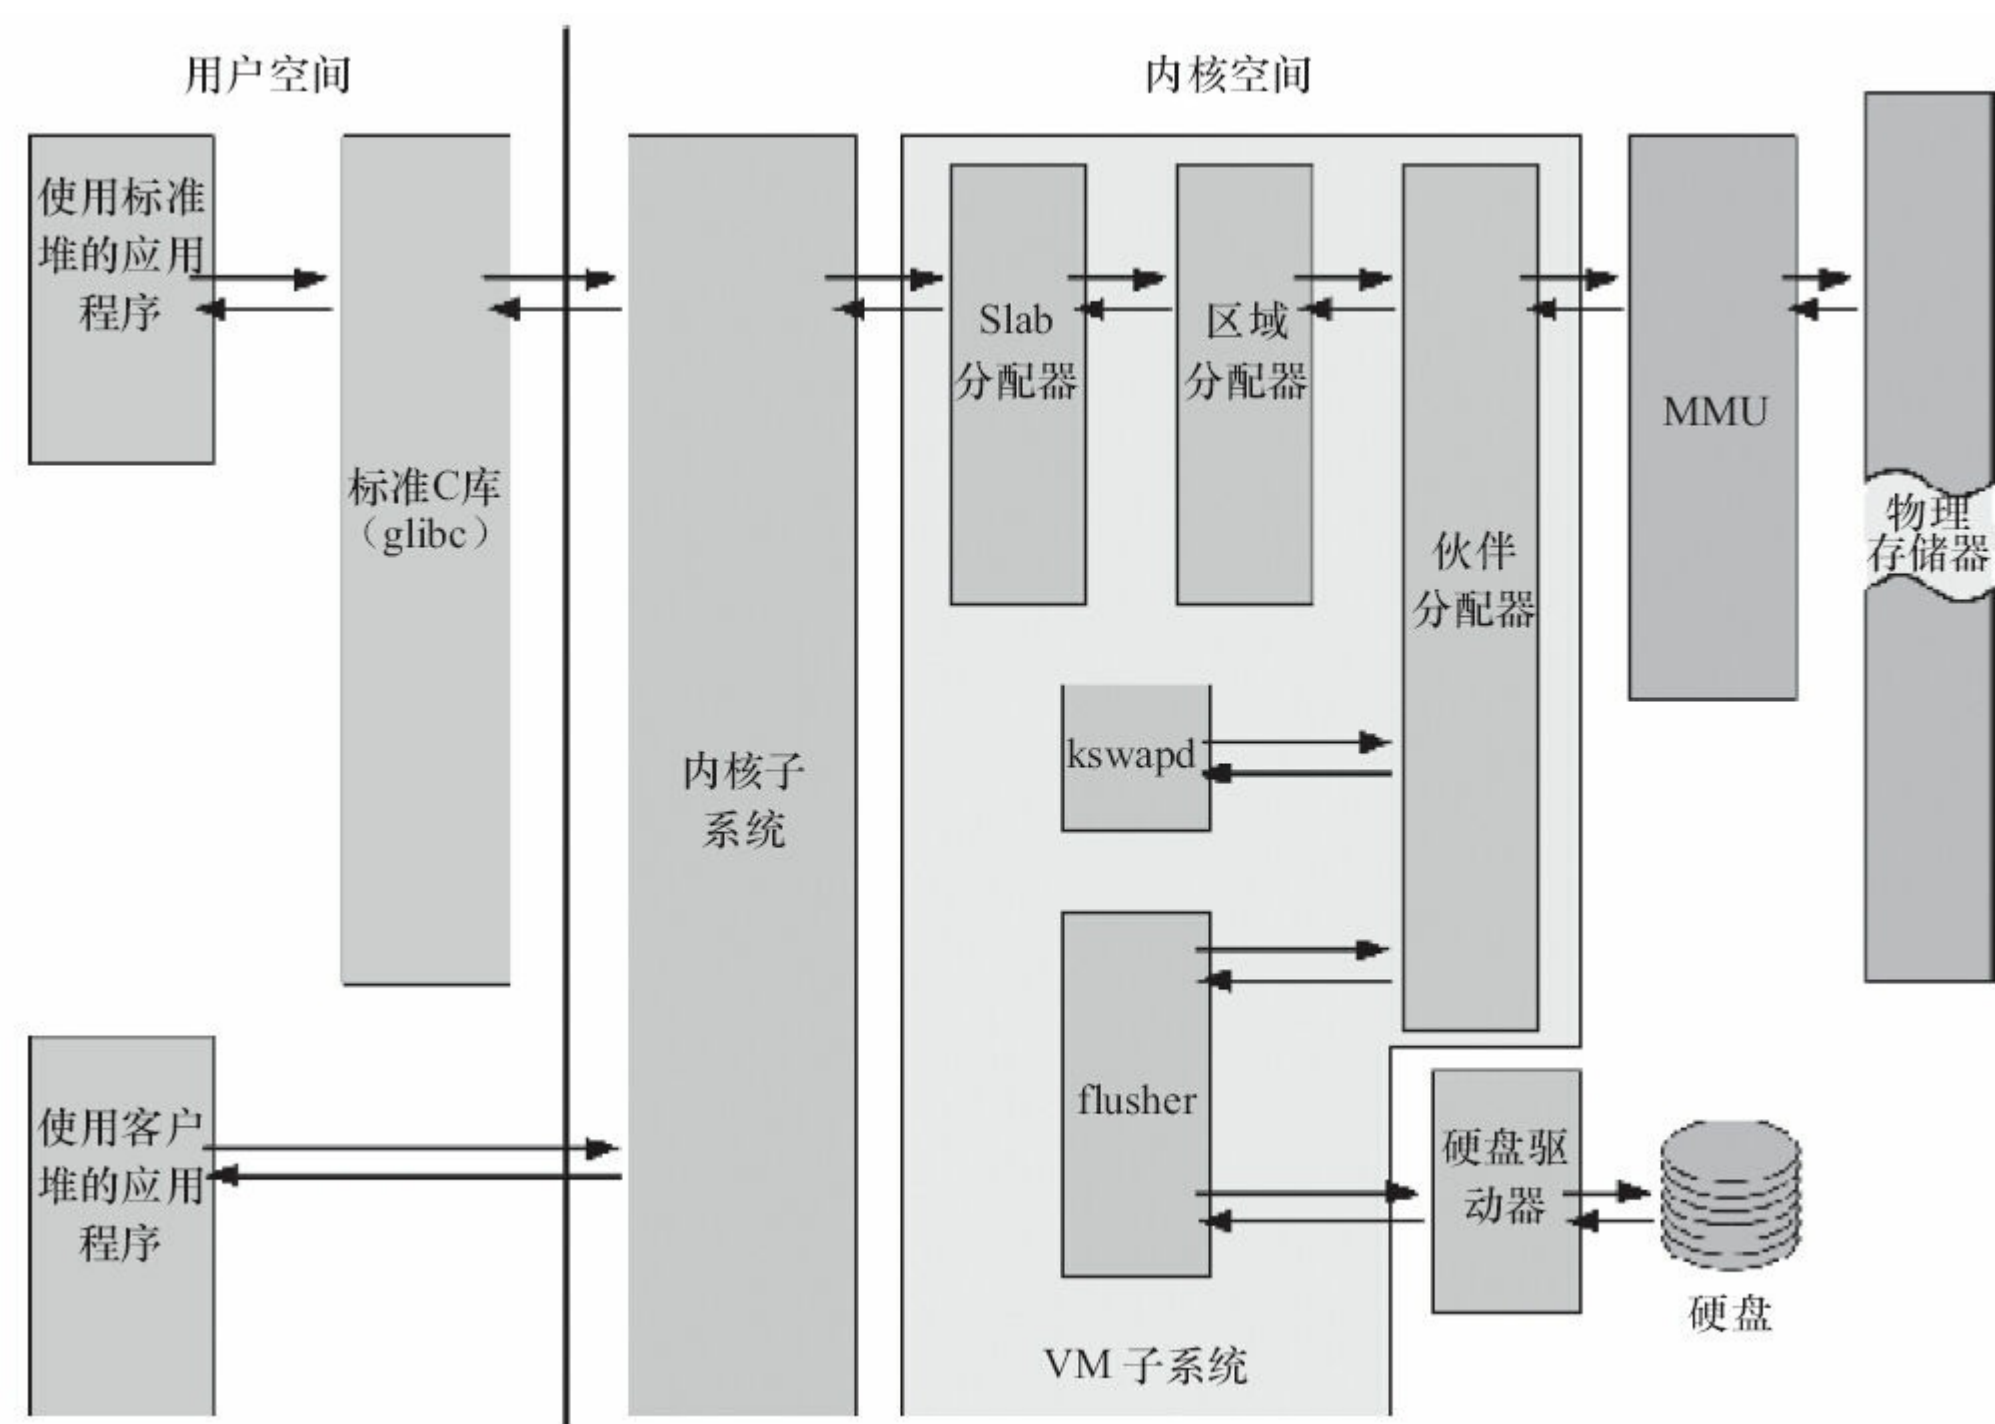 用户空间
内核空间
使用标准
堆的应用
程序
标准C库
（glibc）
内核子
系统
Slab
分配器
区域
分配器
伙伴
分配器
MMU
物理
存储器
kswapd
flusher
使用客户
堆的应用
程序
硬盘驱
动器
硬盘
VM 子系统